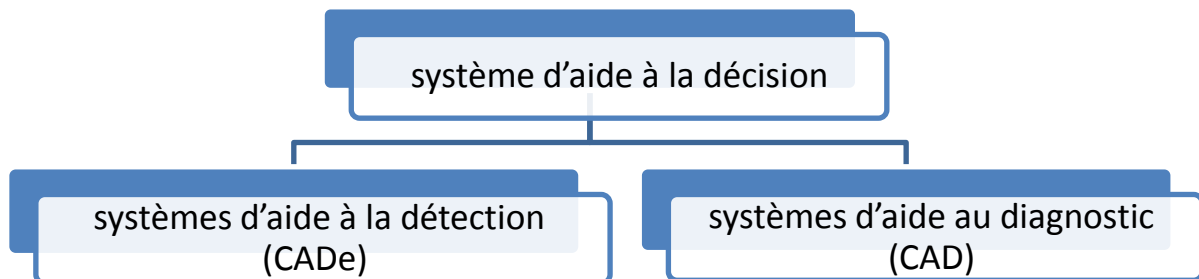 système d’aide à la décision
systèmes d’aide à la détection
(CADe)
systèmes d’aide au diagnostic
(CAD)